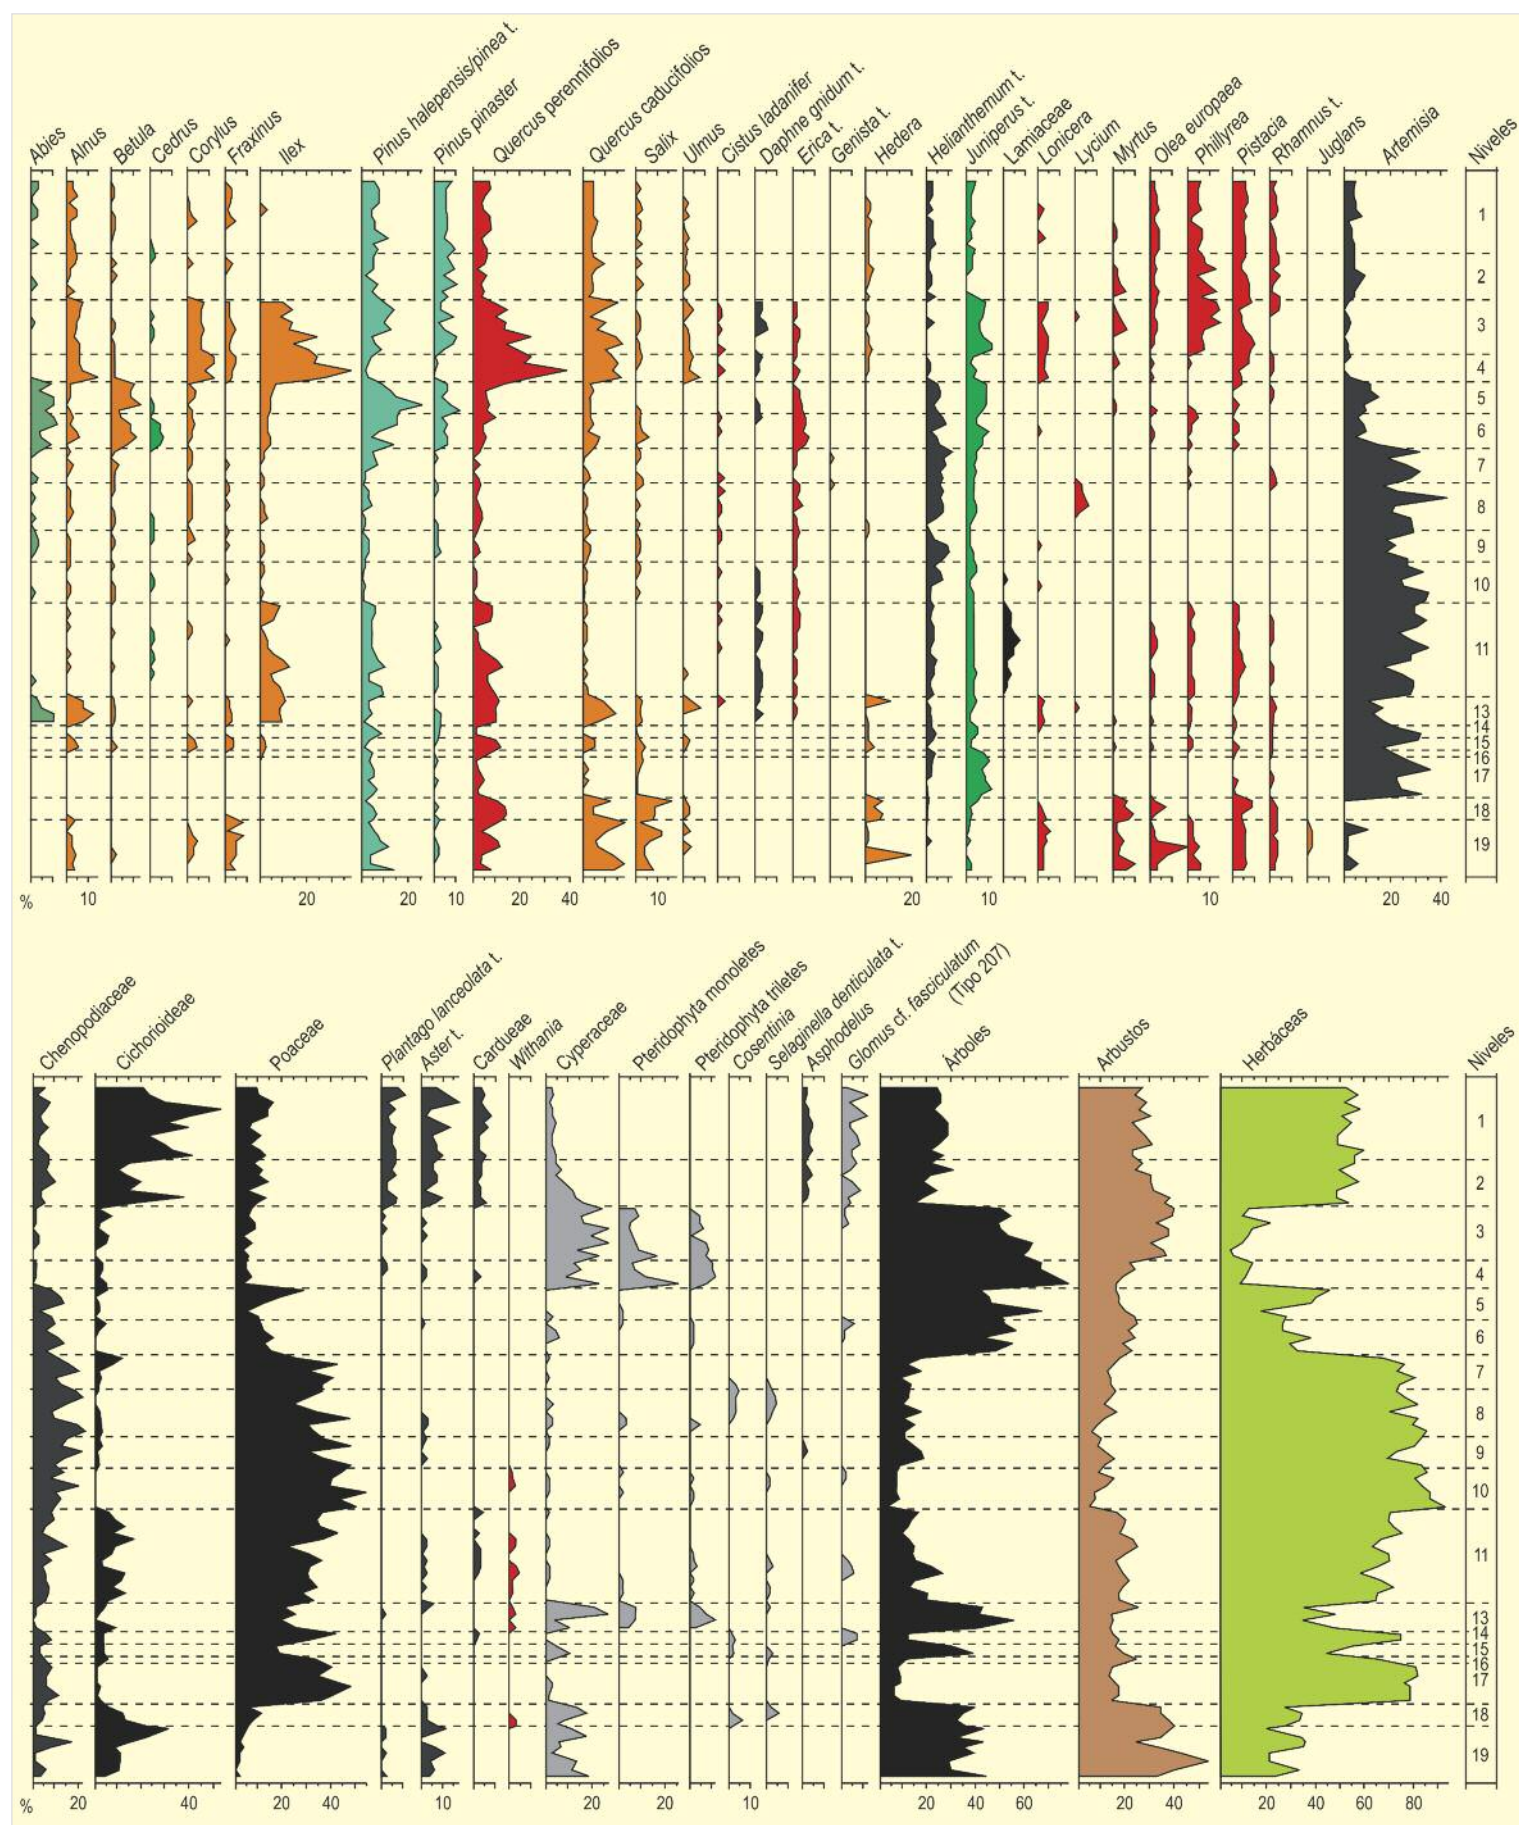 Abies
Alnus
Betula
Cedrus
Corylus
Fraxinus
Ilex
Pinus halepensis/pinea t.
Pinus pinaster
Quercus perennifolios
Quercus caducifolios
Salix
Ulmus
Cistus ladanifer
Daphne gnidum t.
Erica t.
Genista t.
Hedera
Helianthemum t.
Juniperus t.
Lamiaceae
Lonicera
Lycium
Myrtus
Olea europaea
Phillyrea
Pistacia
Rhamnus t.
Juglans
Artemisia
Niveles
1
2
3
4
5
6
7
8
9
10
11
13
14
15
16
17
18
19
% 10 20 20 10 20 40 10 20 10 10 20 40
Chenopodiaceae
Cichorioideae
Poaceae
Plantago lanceolata t.
Aster t.
Cardueae
Withania
Cyperaceae
Pteridophyta monoletes
Pteridophyta triletes
Cosentinia
Selaginella denticulata t.
Asphodelus
Glomus cf. fasciculatum
(Tipo 207)
Árboles
Arbustos
Herbáceas
Niveles
1
2
3
4
5
6
7
8
9
10
11
13
14
15
16
17
18
19
% 20 40 20 40 10 20 20 10 20 40 60 20 40 20 40 60 80